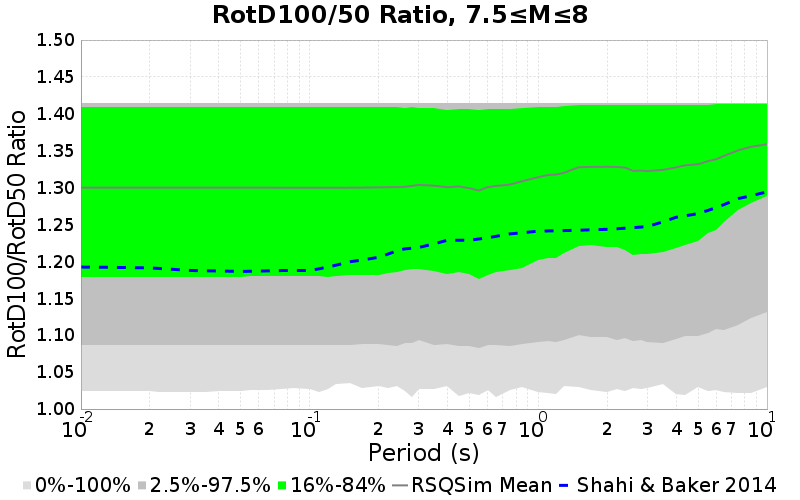 RotD100/50 Ratio, 7.5≤M≤8
RotD100/RotD50 Ratio
1.50
1.45
1.40
1.35
1.30
1.25
1.20
1.15
1.10
1.05
1.00
10⁻² 2 3 4 5 6 10⁻¹ 2 3 4 5 6 7 10⁰ 2 3 4 5 6 7 10¹
Period (s)
0%-100% 2.5%-97.5% 16%-84% RSQSim Mean Shahi & Baker 2014